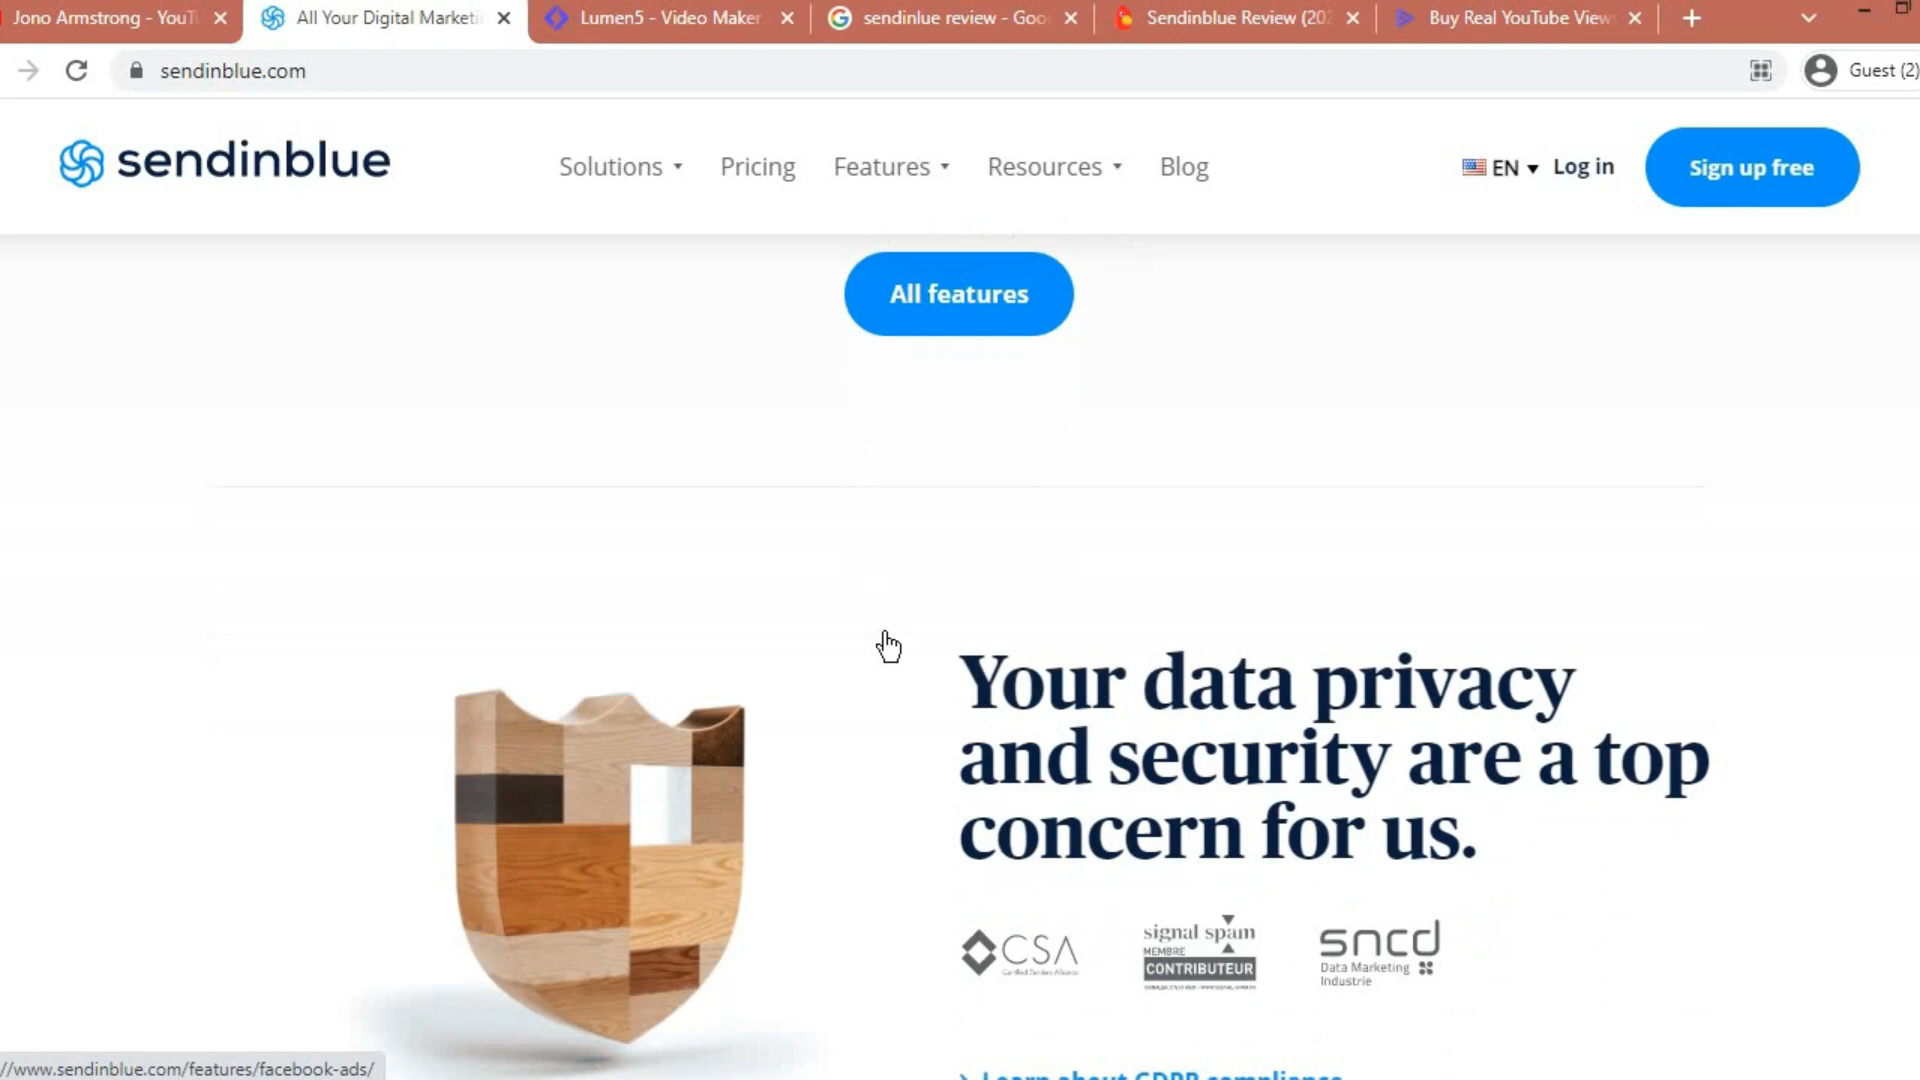 Jono Armstrong - YouT
All Your Digital Marketi
Lumen5 - Video Maker
sendinlue review - Goo
Sendinblue Review (202
Buy Real YouTube View
sendinblue.com
Guest (2)
sendinblue
Solutions
Pricing
Features
Resources
Blog
EN
Log in
Sign up free
All features
Your data privacy
and security are a top
concern for us.
CSA
Certified Senders Alliance
signal spam
MEMBRE
CONTRIBUTEUR
sncd
Data Marketing
Industrie
Learn about GDPR compliance
//www.sendinblue.com/features/facebook-ads/